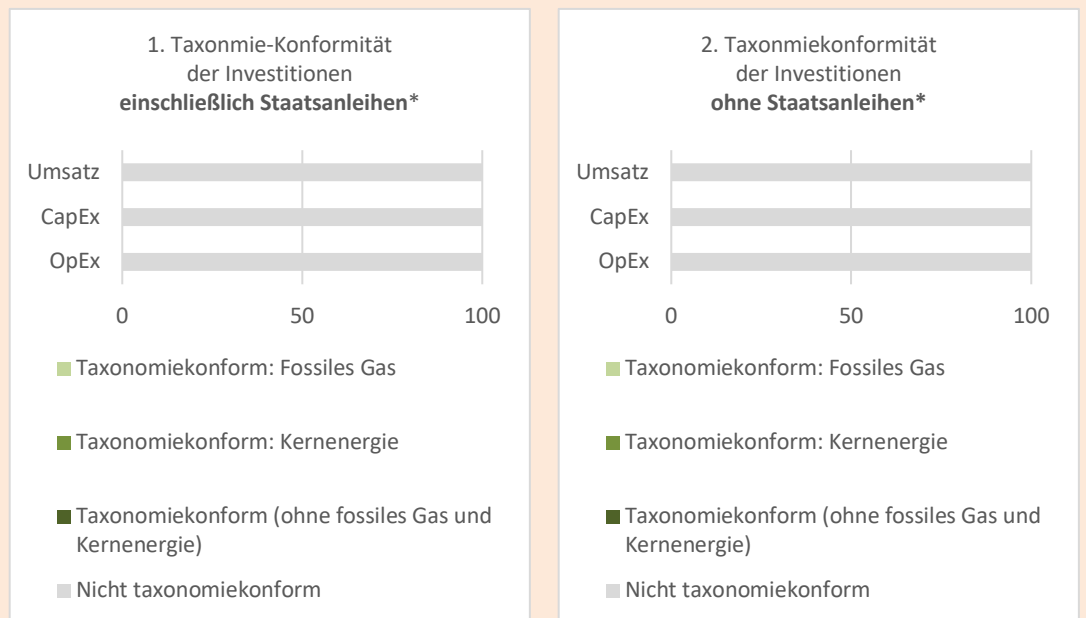 1. Taxonmie-Konformität
der Investitionen
einschließlich Staatsanleihen*
Umsatz
CapEx
OpEx
0 50 100
Taxonomiekonform: Fossiles Gas
Taxonomiekonform: Kernenergie
Taxonomiekonform (ohne fossiles Gas und
Kernenergie)
Nicht taxonomiekonform
2. Taxonmiekonformität
der Investitionen
ohne Staatsanleihen*
Umsatz
CapEx
OpEx
0 50 100
Taxonomiekonform: Fossiles Gas
Taxonomiekonform: Kernenergie
Taxonomiekonform (ohne fossiles Gas und
Kernenergie)
Nicht taxonomiekonform